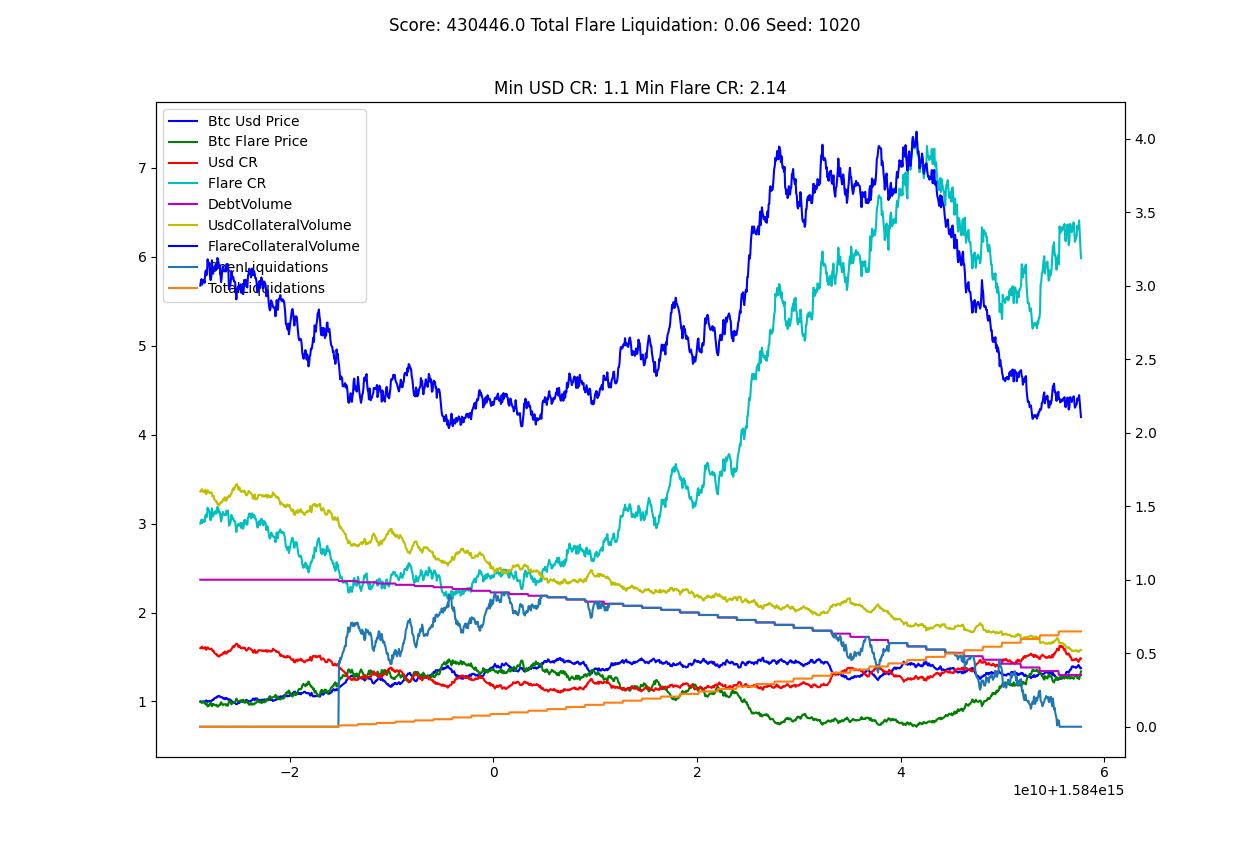 Score: 430446.0 Total Flare Liquidation: 0.06 Seed: 1020
Min USD CR: 1.1 Min Flare CR: 2.14
Btc Usd Price
Btc Flare Price
Usd CR
Flare CR
DebtVolume
UsdCollateralVolume
FlareCollateralVolume
OpenLiquidations
TotalLiquidations
7
6
5
4
3
2
1
4.0
3.5
3.0
2.5
2.0
1.5
1.0
0.5
0.0
−2 0 2 4 6
1e10+1.584e15